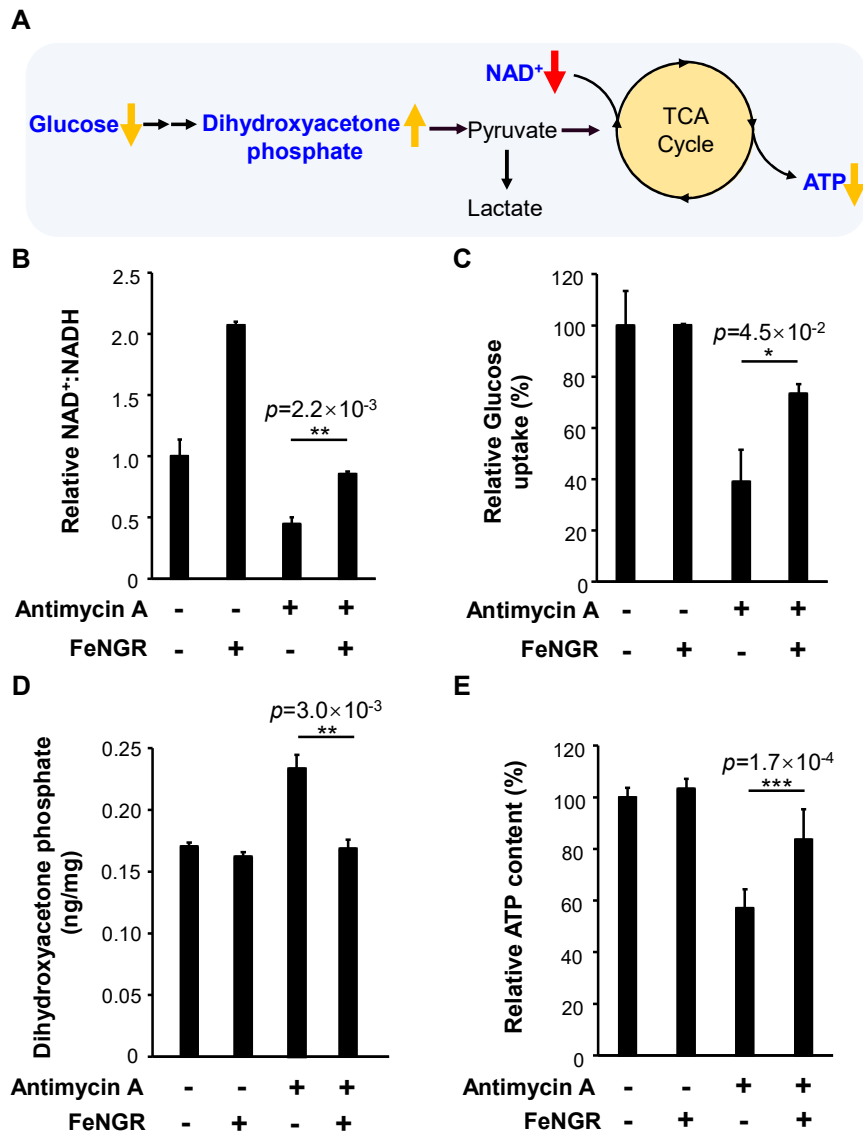 A
NAD⁺
Glucose
Dihydroxyacetone
phosphate
Pyruvate
TCA
Cycle
Lactate
ATP
B
Relative NAD⁺:NADH
2.5
2.0
1.5
1.0
0.5
0
p=2.2×10⁻³
**
Antimycin A - - + +
FeNGR - + - +
C
Relative Glucose
uptake (%)
120
100
80
60
40
20
0
p=4.5×10⁻²
*
Antimycin A - - + +
FeNGR - + - +
D
Dihydroxyacetone phosphate
(ng/mg)
0.25
0.20
0.15
0.10
0.05
0
p=3.0×10⁻³
**
Antimycin A - - + +
FeNGR - + - +
E
Relative ATP content (%)
120
100
80
60
40
20
0
p=1.7×10⁻⁴
***
Antimycin A - - + +
FeNGR - + - +